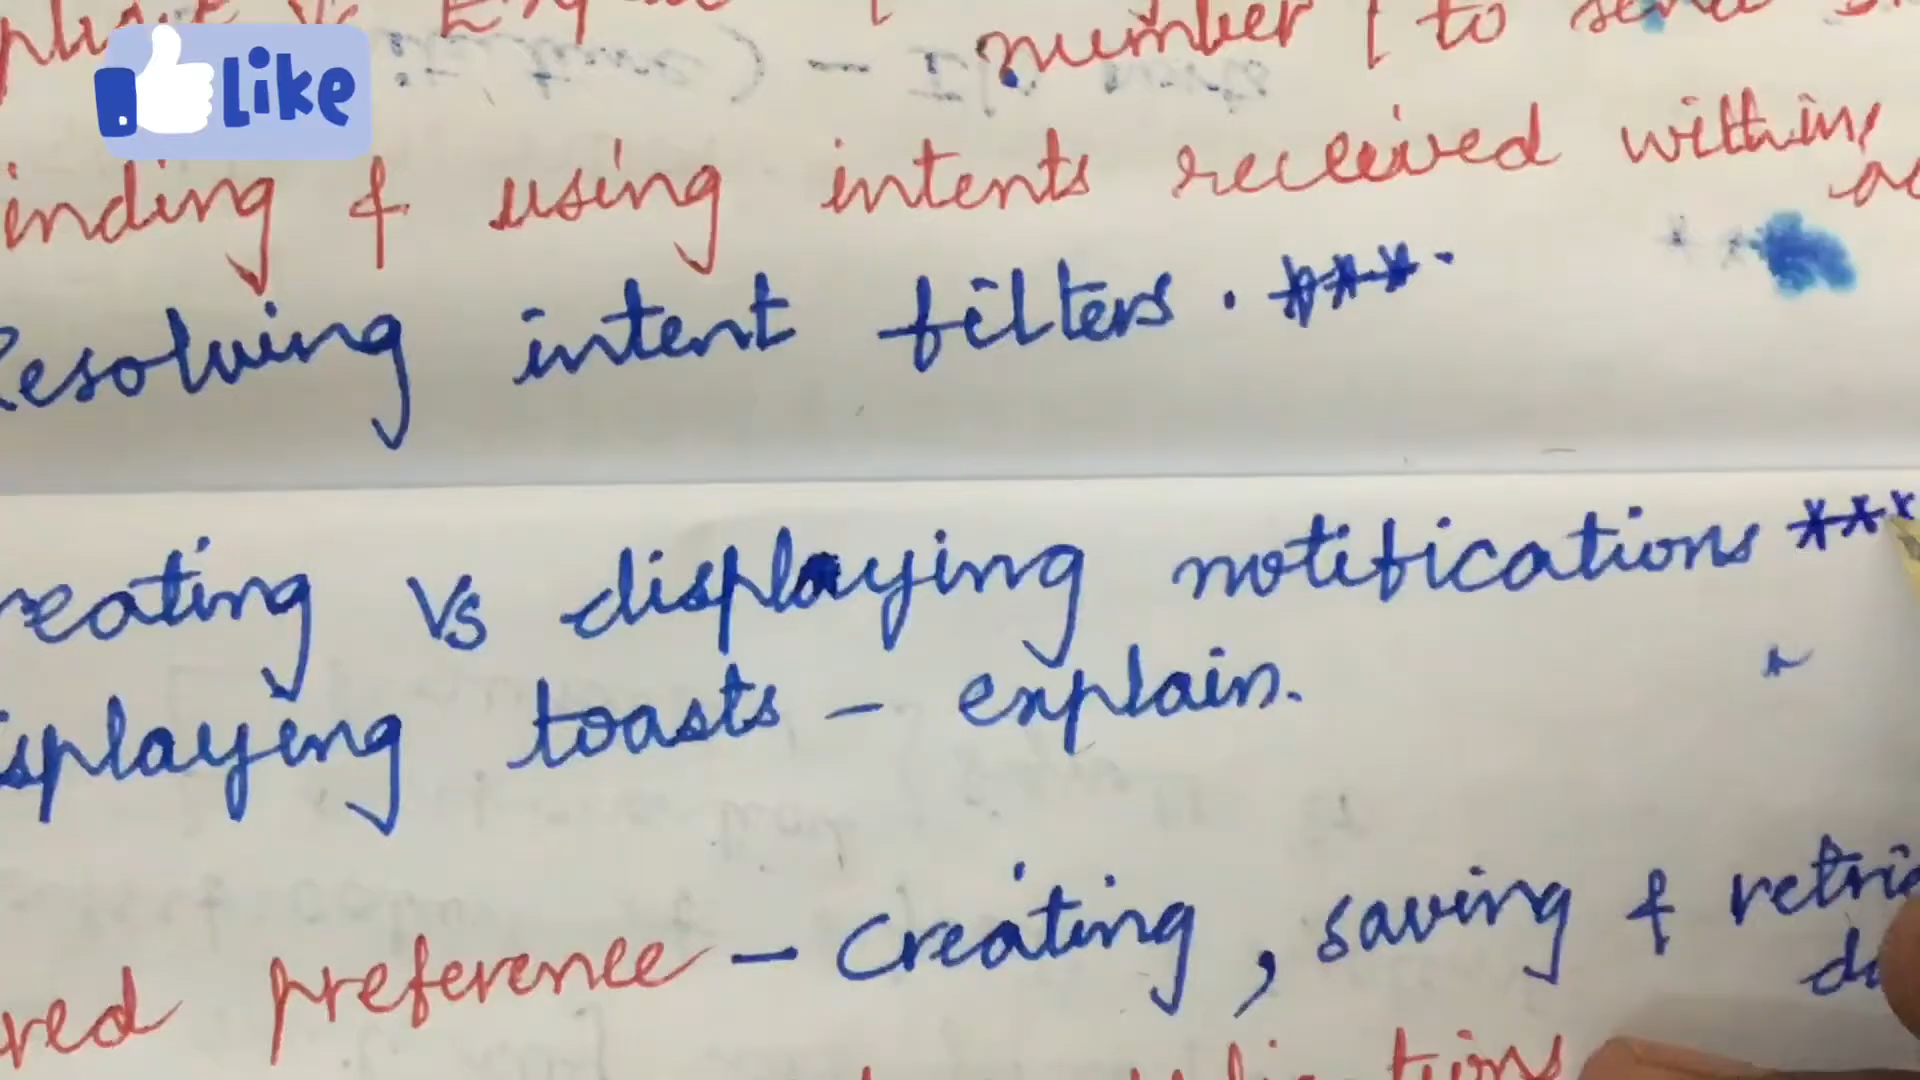 Like
number | to send
inding & using intents received within
Resolving intent filters. ***.
reating Vs displaying notifications ***
isplaying toasts - explain.
red preference - Creating, saving & retri